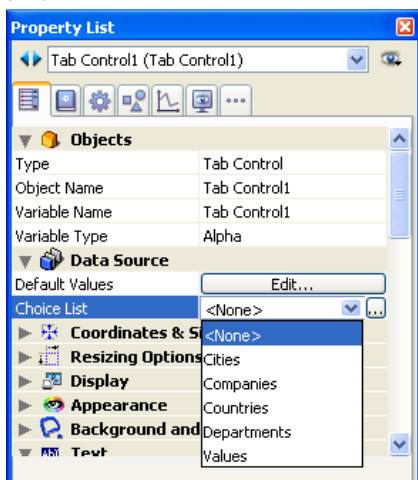 Property List
Tab Control1 (Tab Control1)
Objects
Type Tab Control
Object Name Tab Control1
Variable Name Tab Control1
Variable Type Alpha
Data Source
Default Values Edit...
Choice List <None> ...
<None>
Cities
Companies
Countries
Departments
Values
Coordinates & Si
Resizing Options
Display
Appearance
Background and
Text